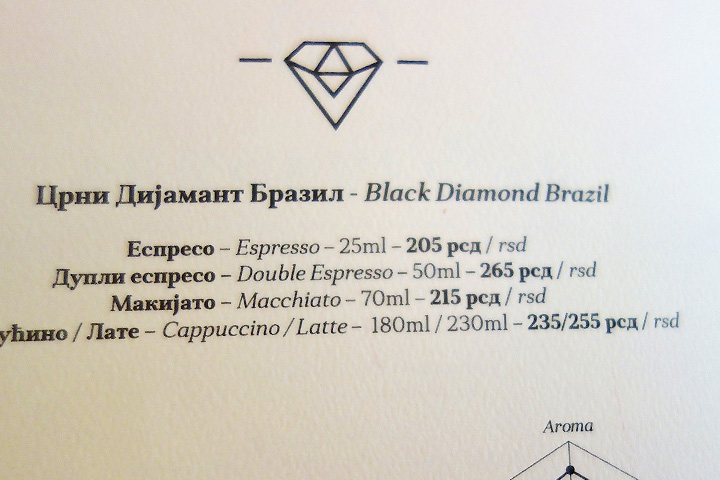 Црни Дијамант Бразил - Black Diamond Brazil
Еспресо – Espresso – 25ml – 205 рсд / rsd
Дупли еспресо – Double Espresso – 50ml – 265 рсд / rsd
Макијато – Macchiato – 70ml – 215 рсд / rsd
ућино / Лате – Cappuccino / Latte – 180ml / 230ml – 235/255 рсд / rsd
Aroma